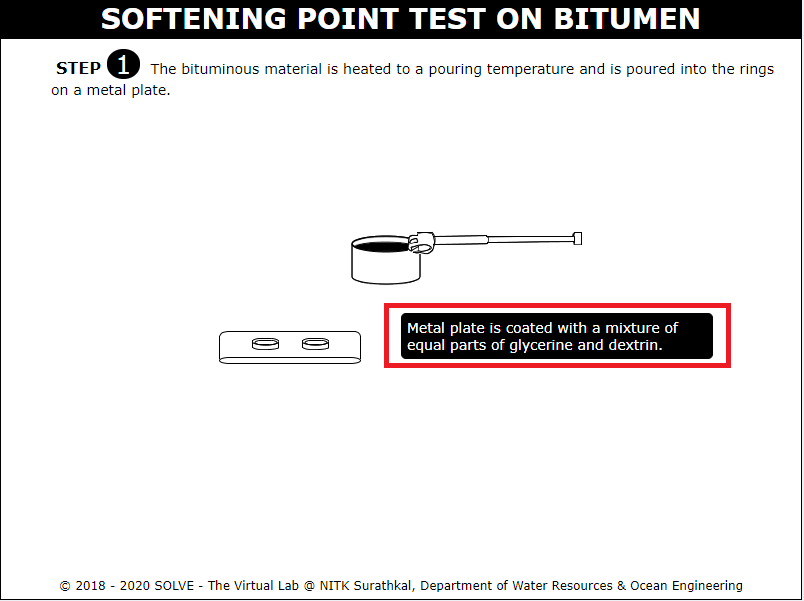 SOFTENING POINT TEST ON BITUMEN
STEP 1 The bituminous material is heated to a pouring temperature and is poured into the rings
on a metal plate.
Metal plate is coated with a mixture of
equal parts of glycerine and dextrin.
© 2018 - 2020 SOLVE - The Virtual Lab @ NITK Surathkal, Department of Water Resources & Ocean Engineering